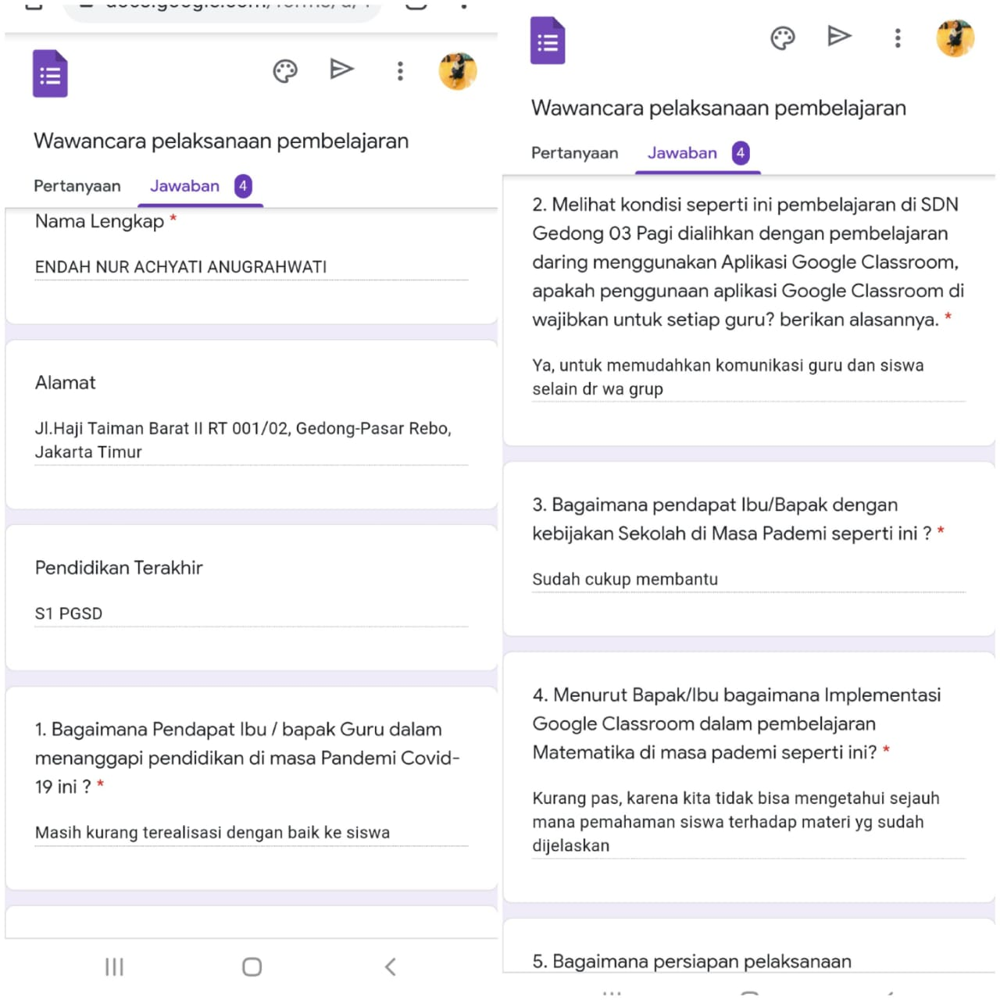 Wawancara pelaksanaan pembelajaran
Pertanyaan Jawaban 4
Nama Lengkap *
ENDAH NUR ACHYATI ANUGRAHWATI
Alamat
Jl.Haji Taiman Barat II RT 001/02, Gedong-Pasar Rebo,
Jakarta Timur
Pendidikan Terakhir
S1 PGSD
1. Bagaimana Pendapat Ibu / bapak Guru dalam
menanggapi pendidikan di masa Pandemi Covid-
19 ini ? *
Masih kurang terealisasi dengan baik ke siswa
Wawancara pelaksanaan pembelajaran
Pertanyaan Jawaban 4
2. Melihat kondisi seperti ini pembelajaran di SDN
Gedong 03 Pagi dialihkan dengan pembelajaran
daring menggunakan Aplikasi Google Classroom,
apakah penggunaan aplikasi Google Classroom di
wajibkan untuk setiap guru? berikan alasannya. *
Ya, untuk memudahkan komunikasi guru dan siswa
selain dr wa grup
3. Bagaimana pendapat Ibu/Bapak dengan
kebijakan Sekolah di Masa Pademi seperti ini ? *
Sudah cukup membantu
4. Menurut Bapak/Ibu bagaimana Implementasi
Google Classroom dalam pembelajaran
Matematika di masa pademi seperti ini? *
Kurang pas, karena kita tidak bisa mengetahui sejauh
mana pemahaman siswa terhadap materi yg sudah
dijelaskan
5. Bagaimana persiapan pelaksanaan